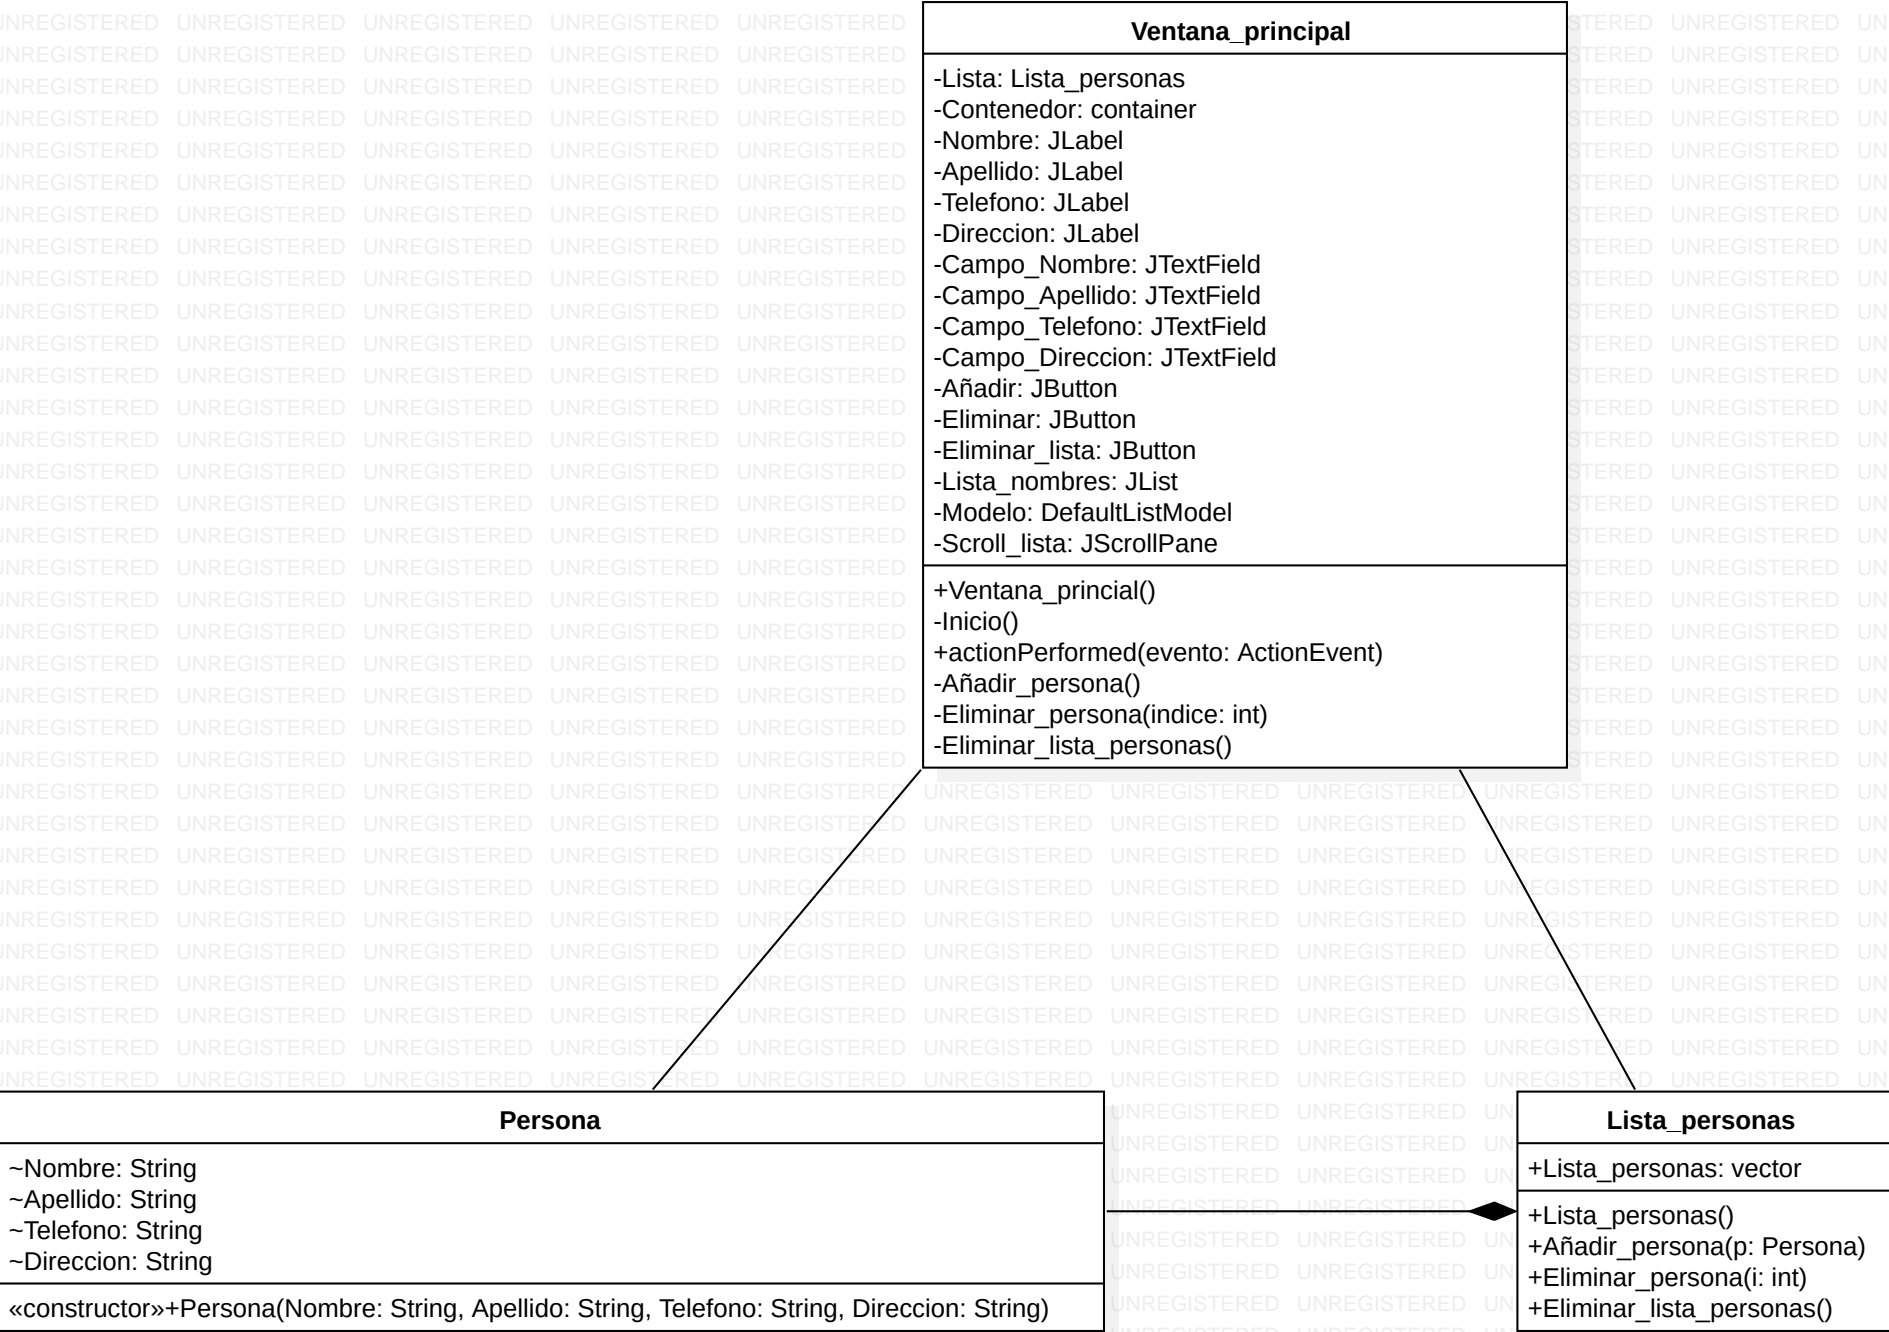 Ventana_principal
-Lista: Lista_personas
-Contenedor: container
-Nombre: JLabel
-Apellido: JLabel
-Telefono: JLabel
-Direccion: JLabel
-Campo_Nombre: JTextField
-Campo_Apellido: JTextField
-Campo_Telefono: JTextField
-Campo_Direccion: JTextField
-Añadir: JButton
-Eliminar: JButton
-Eliminar_lista: JButton
-Lista_nombres: JList
-Modelo: DefaultListModel
-Scroll_lista: JScrollPane
+Ventana_princial()
-Inicio()
+actionPerformed(evento: ActionEvent)
-Añadir_persona()
-Eliminar_persona(indice: int)
-Eliminar_lista_personas()
Persona
~Nombre: String
~Apellido: String
~Telefono: String
~Direccion: String
«constructor»+Persona(Nombre: String, Apellido: String, Telefono: String, Direccion: String)
Lista_personas
+Lista_personas: vector
+Lista_personas()
+Añadir_persona(p: Persona)
+Eliminar_persona(i: int)
+Eliminar_lista_personas()
UNREGISTERED